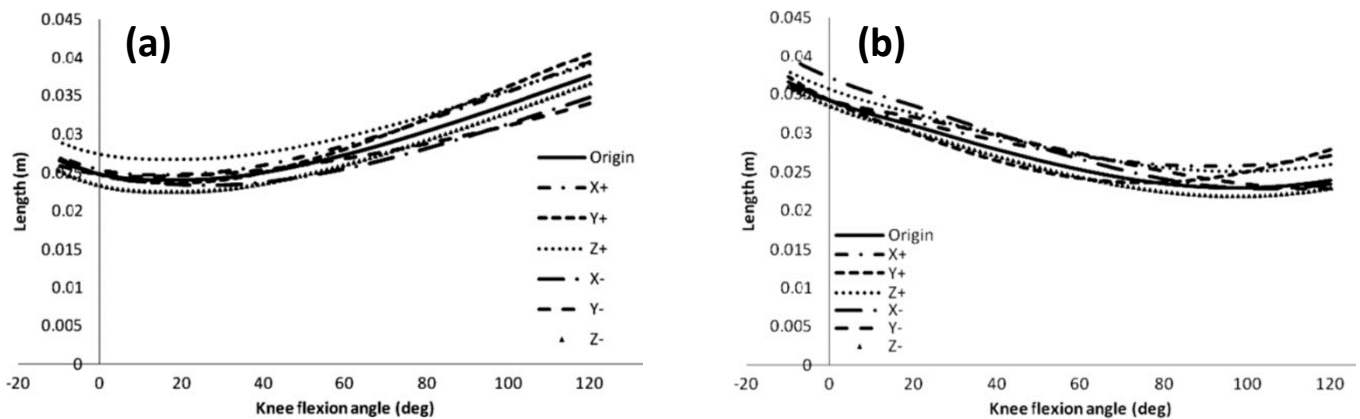 (a)
0.045
0.04
0.035
0.03
0.025
0.02
0.015
0.01
0.005
0
Length (m)
-20 0 20 40 60 80 100 120
Knee flexion angle (deg)
Origin
X+
Y+
Z+
X-
Y-
Z-
(b)
0.045
0.04
0.035
0.03
0.025
0.02
0.015
0.01
0.005
0
Length (m)
-20 0 20 40 60 80 100 120
Knee flexion angle (deg)
Origin
X+
Y+
Z+
X-
Y-
Z-